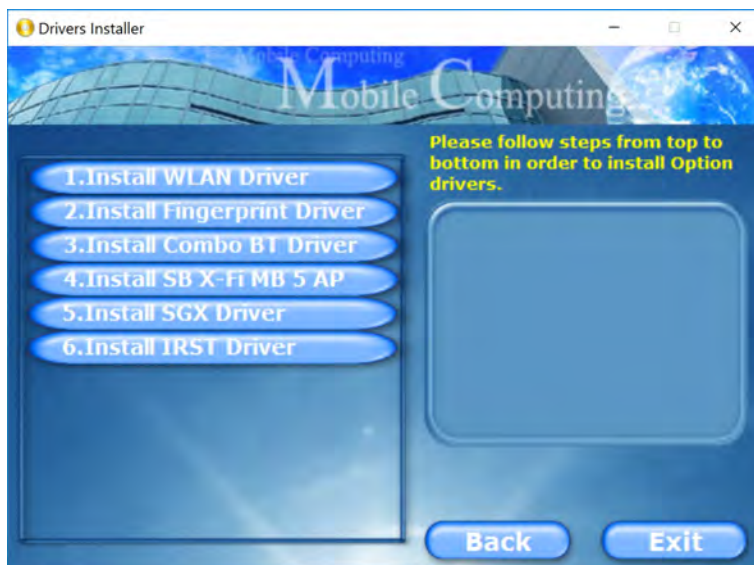 Drivers Installer
Mobile Computing
Mobile Computing
Please follow steps from top to
bottom in order to install Option
drivers.
1.Install WLAN Driver
2.Install Fingerprint Driver
3.Install Combo BT Driver
4.Install SB X-Fi MB 5 AP
5.Install SGX Driver
6.Install IRST Driver
Back
Exit